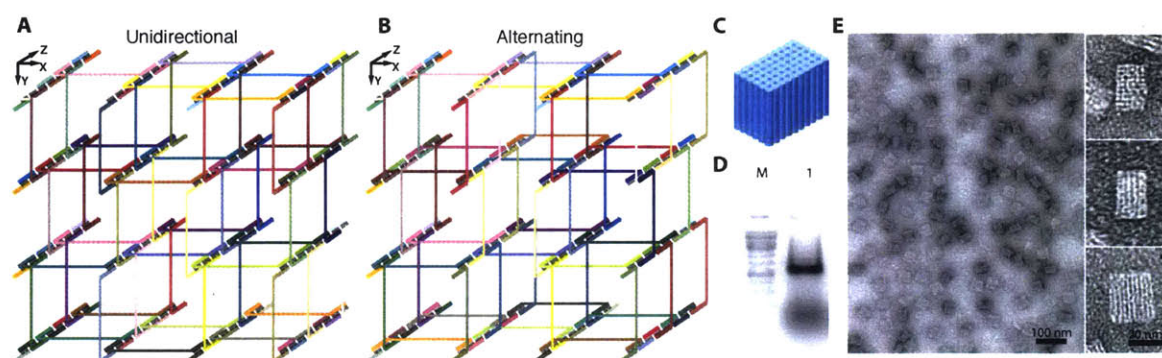 A
Unidirectional
Z
X
Y
B
Alternating
Z
X
Y
C
D
M 1
E
100 nm
20 nm